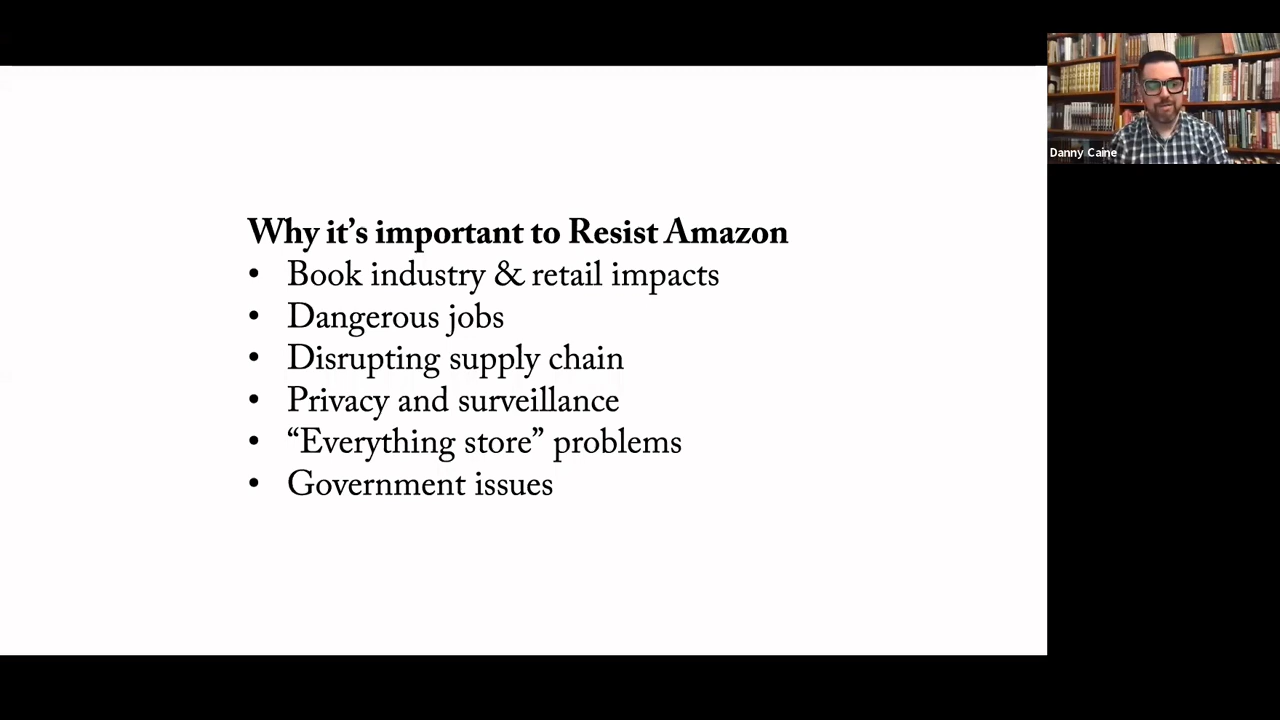 Why it’s important to Resist Amazon
• Book industry & retail impacts
• Dangerous jobs
• Disrupting supply chain
• Privacy and surveillance
• “Everything store” problems
• Government issues
Danny Caine